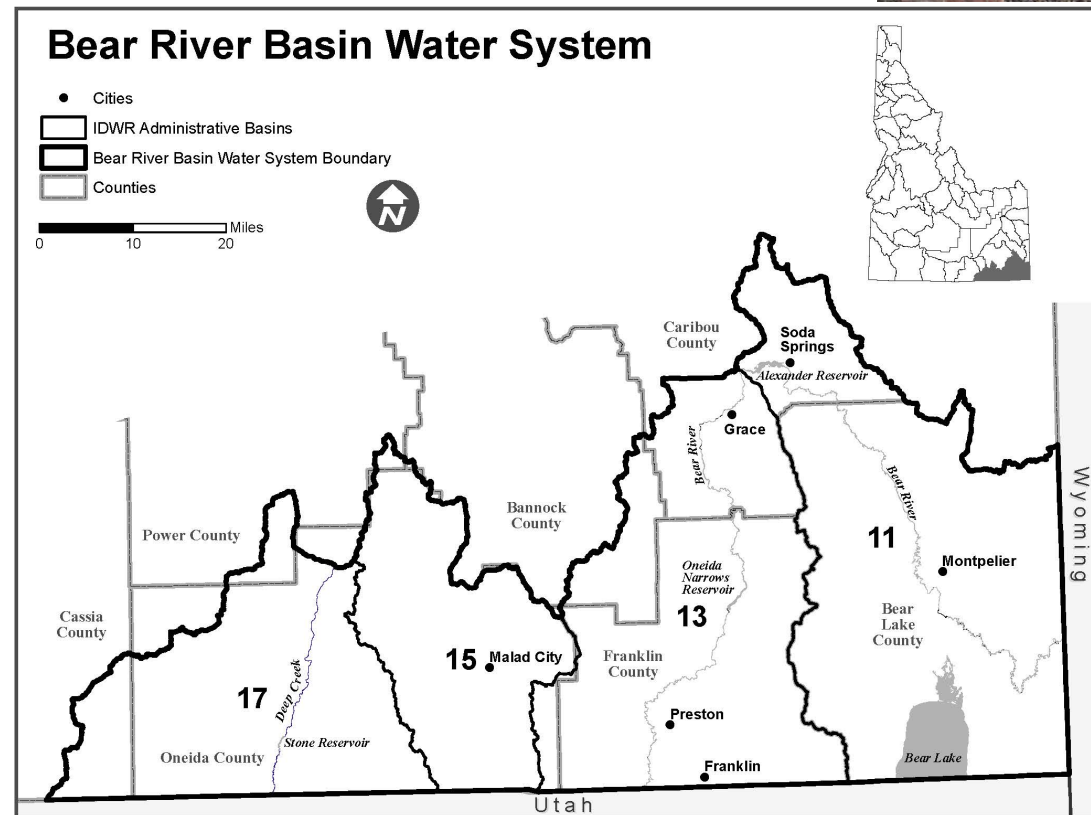 Bear River Basin Water System
Cities
IDWR Administrative Basins
Bear River Basin Water System Boundary
Counties
N
Miles
0 10 20
Caribou
County
Soda
Springs
Alexander Reservoir
Grace
Bear River
Bear River
Bannock
County
Power County
Wyoming
11
Oneida
Narrows
Reservoir
Montpelier
13
Cassia
County
Bear
Lake
County
15
Malad City
Franklin
County
17
Deep Creek
Preston
Stone Reservoir
Oneida County
Franklin
Bear Lake
Utah